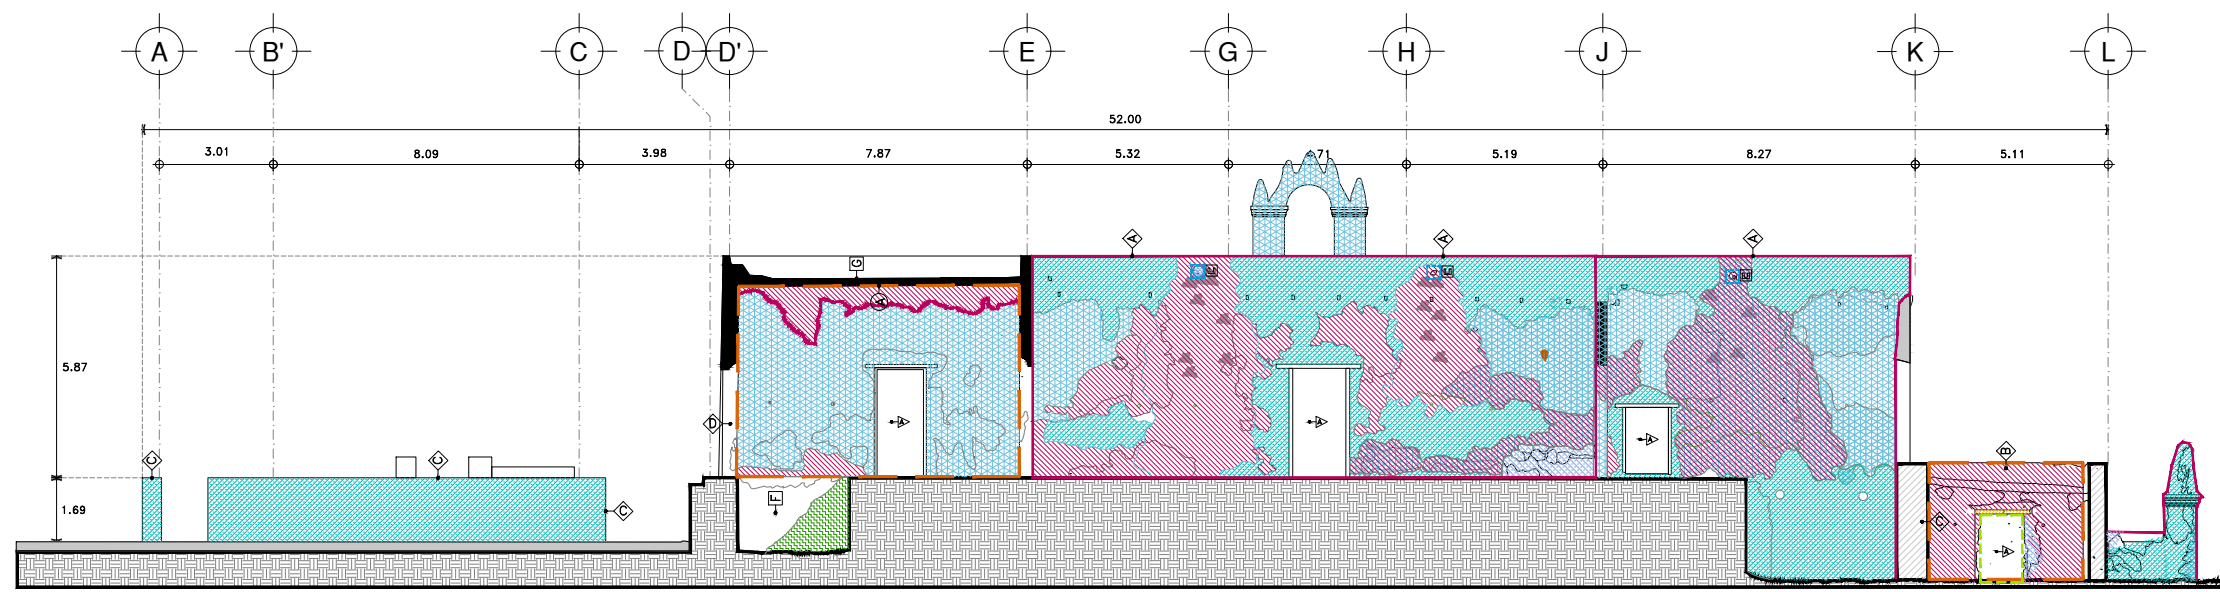 A B' C D D' E G H J K L
52.00
3.01 8.09 3.98 7.87 5.32 .71 5.19 8.27 5.11
A A A
G
A
E E E
5.87
D A A A
C C B
1.69 F C C A